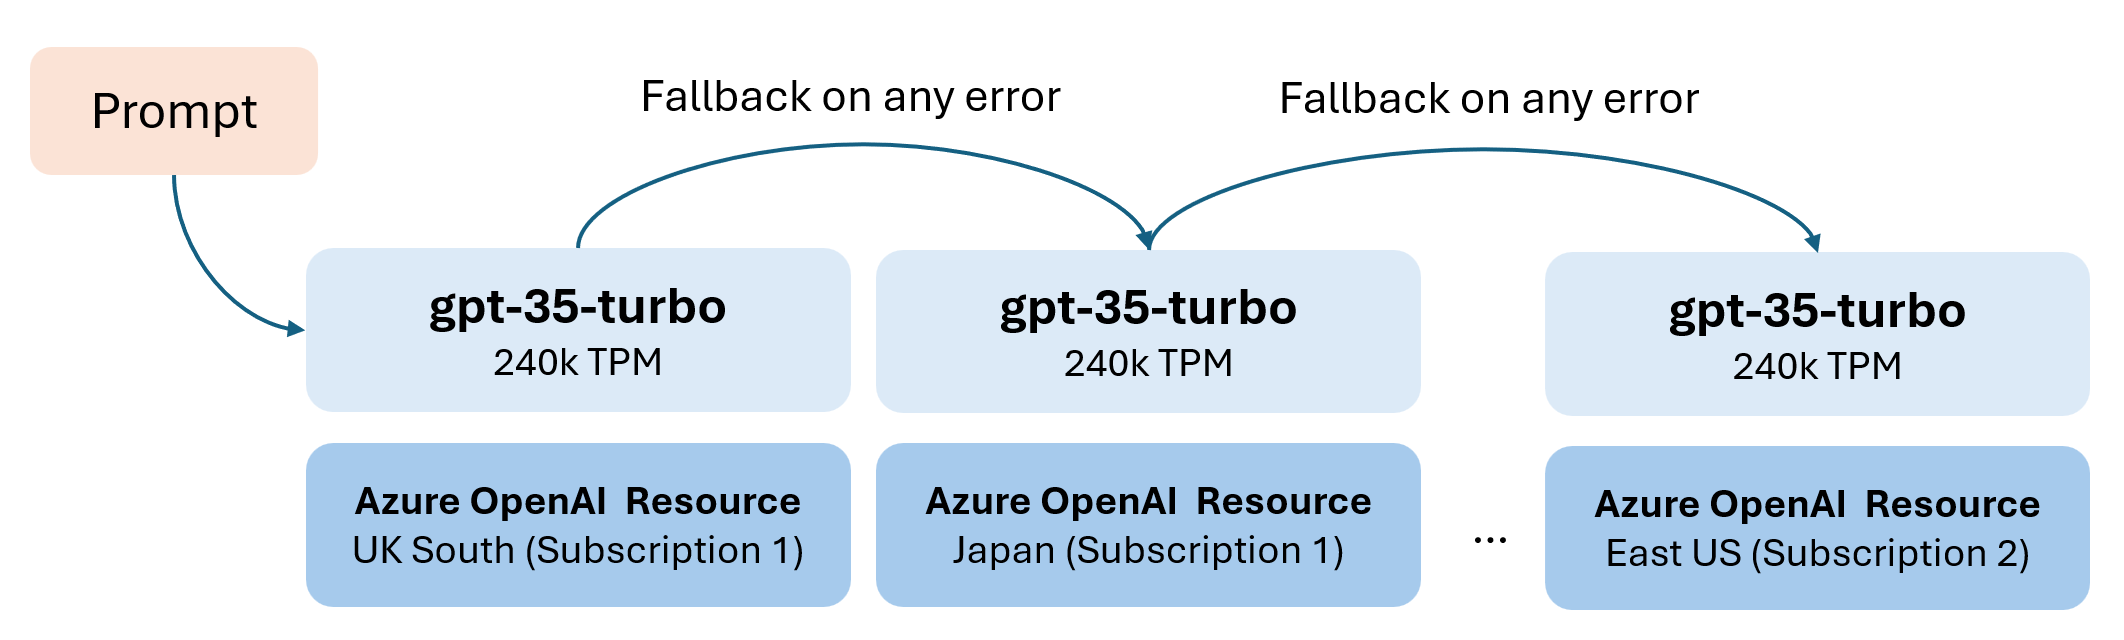 Prompt
Fallback on any error
Fallback on any error
gpt-35-turbo
240k TPM
gpt-35-turbo
240k TPM
gpt-35-turbo
240k TPM
Azure OpenAI  Resource
UK South (Subscription 1)
Azure OpenAI  Resource
Japan (Subscription 1)
...
Azure OpenAI  Resource
East US (Subscription 2)